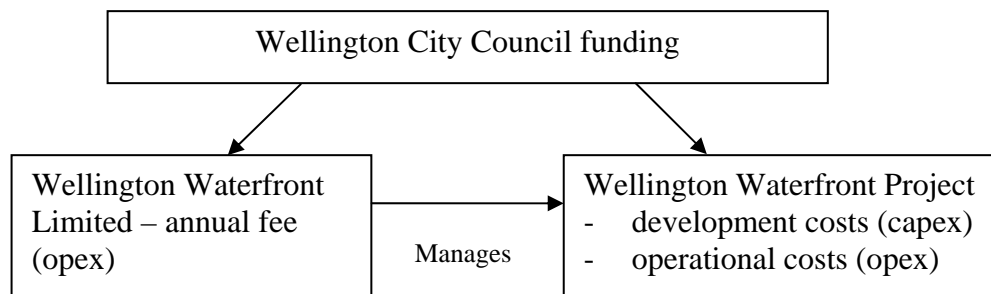 Wellington City Council funding
Wellington Waterfront
Limited – annual fee
(opex)
Manages
Wellington Waterfront Project
- development costs (capex)
- operational costs (opex)